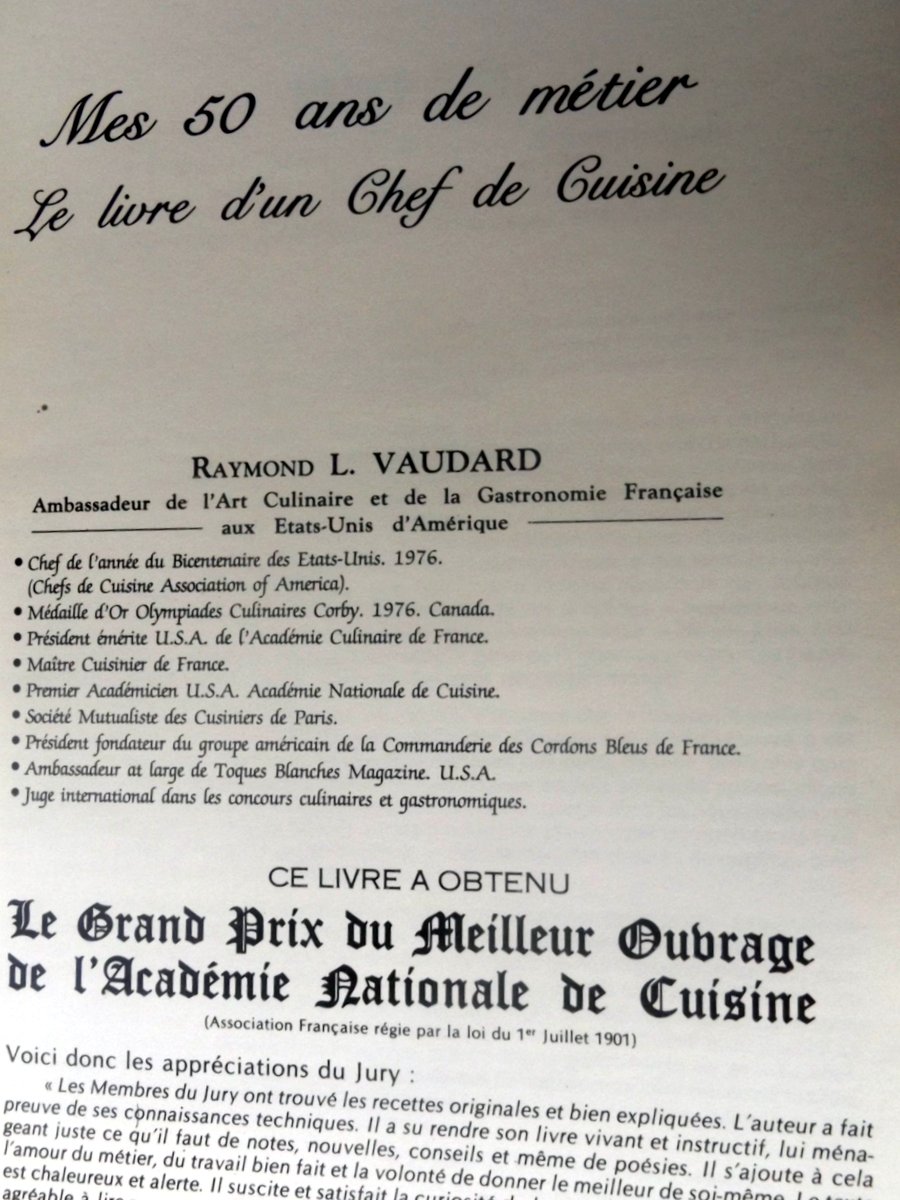 Mes 50 ans de métier
Le livre d'un Chef de Cuisine
RAYMOND L. VAUDARD
Ambassadeur de l'Art Culinaire et de la Gastronomie Française
aux Etats-Unis d'Amérique
• Chef de l'année du Bicentenaire des Etats-Unis. 1976.
(Chefs de Cuisine Association of America).
• Médaille d'Or Olympiades Culinaires Corby. 1976. Canada.
• Président émérite U.S.A. de l'Académie Culinaire de France.
• Maître Cuisinier de France.
• Premier Académicien U.S.A. Académie Nationale de Cuisine.
• Société Mutualiste des Cusiniers de Paris.
• Président fondateur du groupe américain de la Commanderie des Cordons Bleus de France.
• Ambassadeur at large de Toques Blanches Magazine. U.S.A.
• Juge international dans les concours culinaires et gastronomiques.
CE LIVRE A OBTENU
Le Grand Prix du Meilleur Ouvrage
de l'Académie Nationale de Cuisine
(Association Française régie par la loi du 1er Juillet 1901)
Voici donc les appréciations du Jury :
« Les Membres du Jury ont trouvé les recettes originales et bien expliquées. L'auteur a fait
preuve de ses connaissances techniques. Il a su rendre son livre vivant et instructif, lui ména-
geant juste ce qu'il faut de notes, nouvelles, conseils et même de poésies. Il s'ajoute à cela
l'amour du métier, du travail bien fait et la volonté de donner le meilleur de soi-même.
est chaleureux et alerte. Il suscite et satisfait la curiosité
agréable à lire